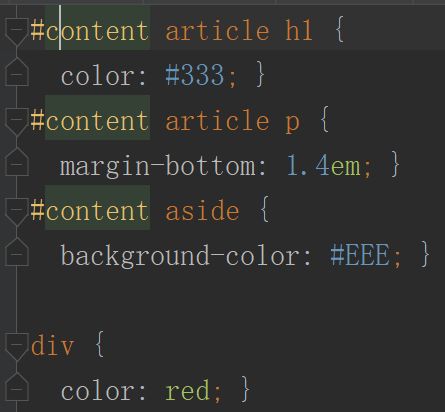 #content article h1 {
  color: #333; }
#content article p {
  margin-bottom: 1.4em; }
#content aside {
  background-color: #EEE; }

div {
  color: red; }